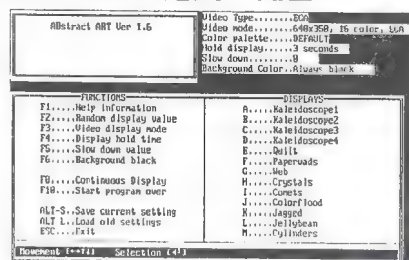 ABstract ART Ver 1.6
Video Type........EGA
Video mode........640x350, 16 color, EGA
Color palette.....DEFAULT
Hold display......3 seconds
Slow down.........0
Background Color..Always black
FUNCTIONS
F1.....Help information
F2.....Random display value
F3.....Video display mode
F4.....Display hold time
F5.....Slow down value
F6.....Background black
F8.....Continuous Display
F10....Start program over
ALT-S..Save current setting
ALT L..Load old settings
ESC....Exit
DISPLAYS
A.....Kaleidoscope1
B.....Kaleidoscope2
C.....Kaleidoscope3
D.....Kaleidoscope4
E.....Quilt
F.....Paperwads
G.....Web
H.....Crystals
I.....Comets
J.....Colorflood
K.....Jagged
L.....Jellybean
M.....Cylinders
Movement [←→↑↓] Selection [↵]